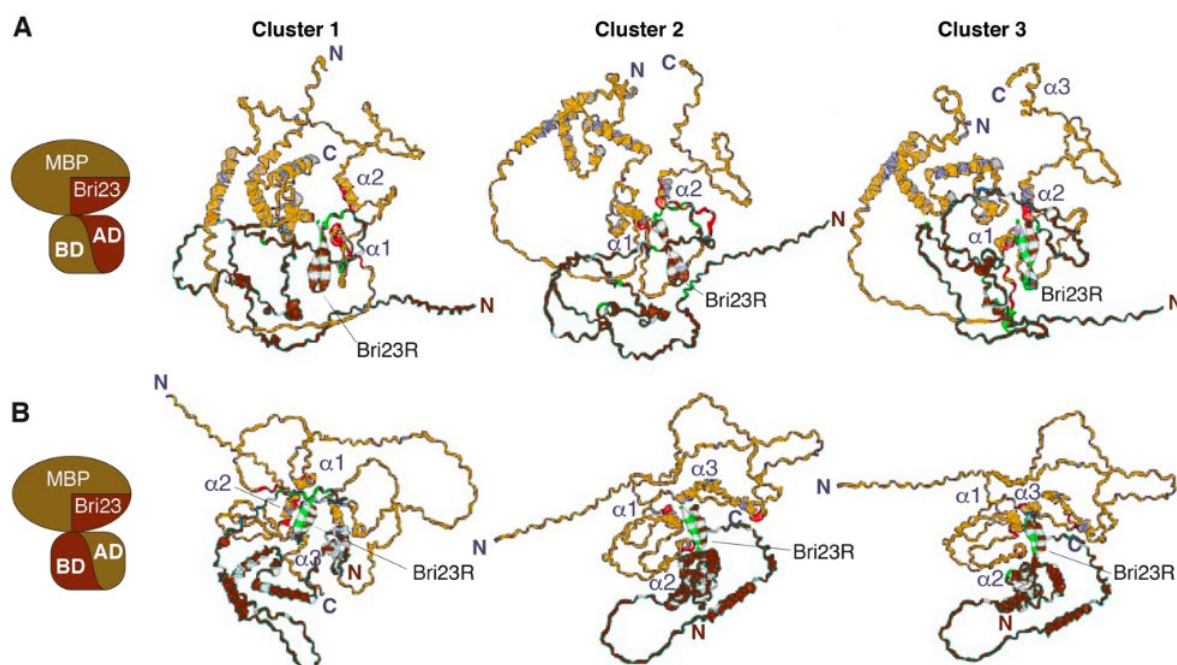 A
Cluster 1
Cluster 2
Cluster 3
MBP
Bri23
BD
AD
N
C
α2
α1
N
Bri23R
N
C
α2
α1
N
Bri23R
C
α3
N
α2
α1
Bri23R
N
B
MBP
Bri23
BD
AD
N
α1
α2
α3
N
C
Bri23R
N
α3
α1
C
Bri23R
α2
N
N
α1
α3
C
Bri23R
α2
N